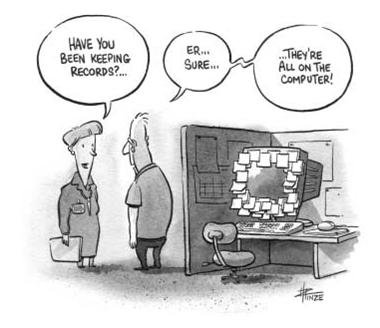 HAVE YOU
BEEN KEEPING
RECORDS?...
ER...
SURE...
...THEY'RE
ALL ON THE
COMPUTER!
HINZE